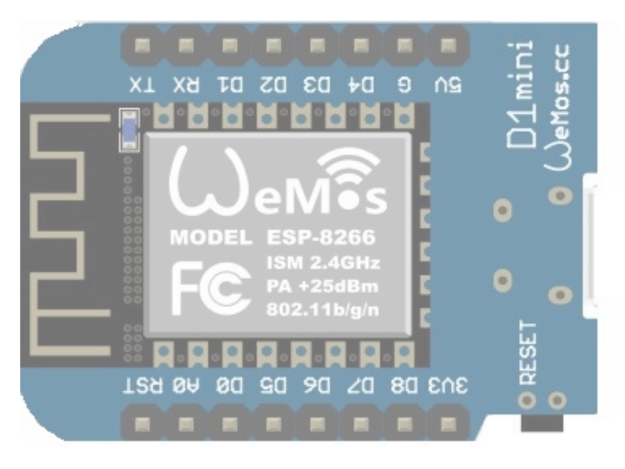 TX RX D1 D2 D3 D4 G 5V
D1 mini
WeMos.cc
WeMos
MODEL ESP-8266
FC
ISM 2.4GHz
PA +25dBm
802.11b/g/n
RESET
RST A0 D0 D5 D6 D7 D8 3V3